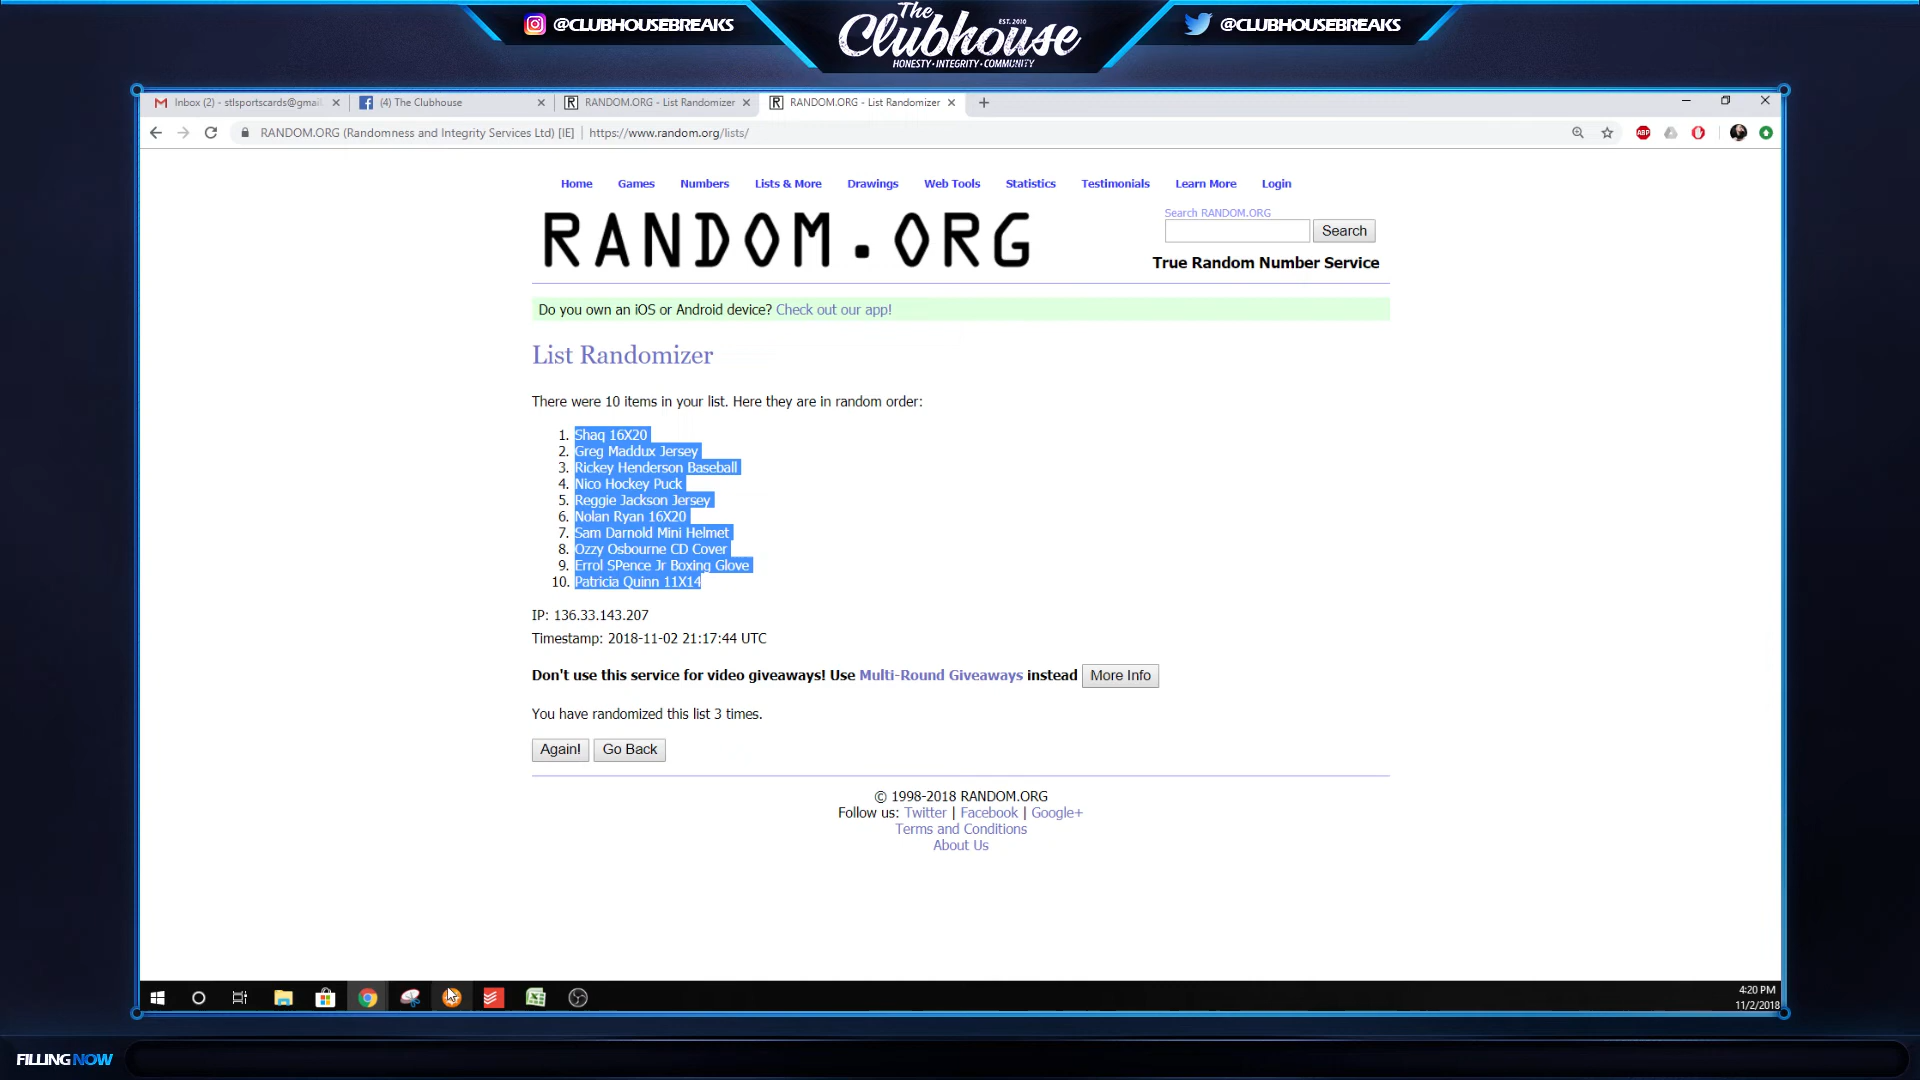 @CLUBHOUSEBREAKS
The
Clubhouse
EST. 2010
HONESTY • INTEGRITY • COMMUNITY
@CLUBHOUSEBREAKS
Inbox (2) - stlsportscards@gmai
(4) The Clubhouse
RANDOM.ORG - List Randomizer
RANDOM.ORG - List Randomizer
RANDOM.ORG (Randomness and Integrity Services Ltd) [IE] | https://www.random.org/lists/
ABP
Home Games Numbers Lists & More Drawings Web Tools Statistics Testimonials Learn More Login
RANDOM.ORG
Search RANDOM.ORG
Search
True Random Number Service
Do you own an iOS or Android device? Check out our app!
List Randomizer
There were 10 items in your list. Here they are in random order:
1. Shaq 16X20
2. Greg Maddux Jersey
3. Rickey Henderson Baseball
4. Nico Hockey Puck
5. Reggie Jackson Jersey
6. Nolan Ryan 16X20
7. Sam Darnold Mini Helmet
8. Ozzy Osbourne CD Cover
9. Errol SPence Jr Boxing Glove
10. Patricia Quinn 11X14
IP: 136.33.143.207
Timestamp: 2018-11-02 21:17:44 UTC
Don't use this service for video giveaways! Use Multi-Round Giveaways instead More Info
You have randomized this list 3 times.
Again! Go Back
© 1998-2018 RANDOM.ORG
Follow us: Twitter | Facebook | Google+
Terms and Conditions
About Us
4:20 PM
11/2/2018
FILLING NOW